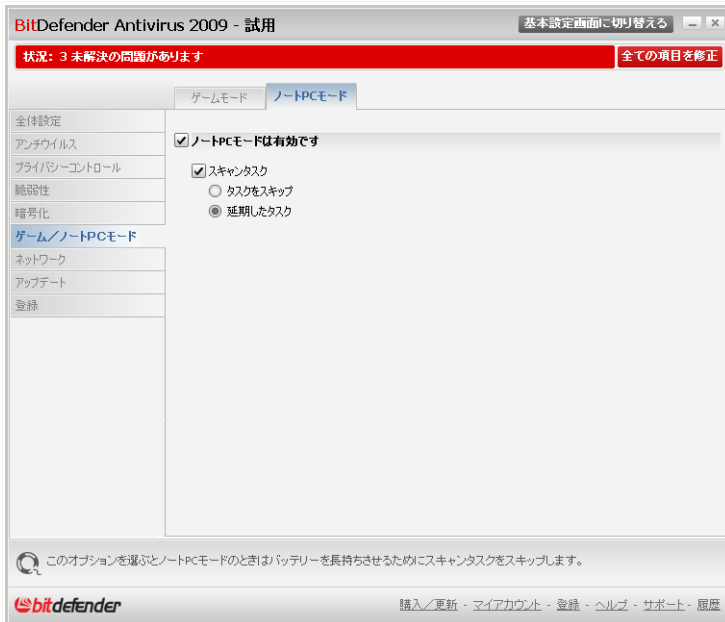 BitDefender Antivirus 2009 - 試用
基本設定画面に切り替える
状況: 3 未解決の問題があります
全ての項目を修正
ゲームモード
ノートPCモード
全体設定
アンチウイルス
プライバシーコントロール
脆弱性
暗号化
ゲーム/ノートPCモード
ネットワーク
アップデート
登録
ノートPCモードは有効です
スキャンタスク
タスクをスキップ
延期したタスク
このオプションを選ぶとノートPCモードのときはバッテリーを長持ちさせるためにスキャンタスクをスキップします。
bitdefender
購入/更新 - マイアカウント - 登録 - ヘルプ - サポート - 履歴